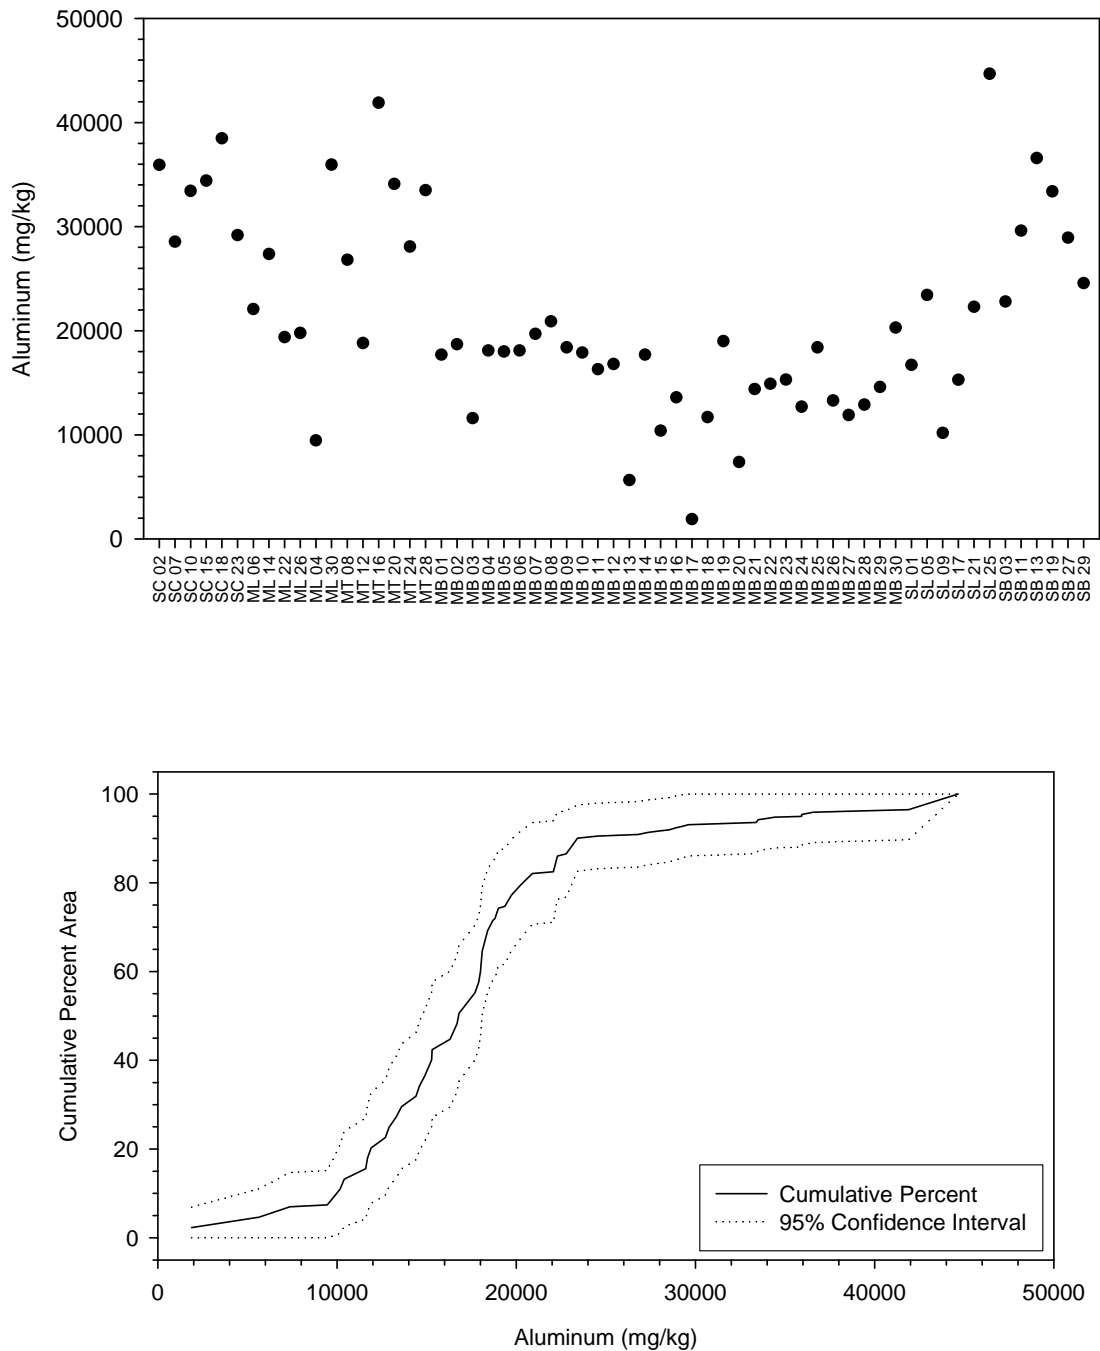 50000
40000
30000
20000
10000
0
Aluminum (mg/kg)
SC 02
SC 07
SC 10
SC 15
SC 18
SC 23
ML 06
ML 14
ML 22
ML 26
ML 04
ML 30
MT 08
MT 12
MT 16
MT 20
MT 24
MT 28
MB 01
MB 02
MB 03
MB 04
MB 05
MB 06
MB 07
MB 08
MB 09
MB 10
MB 11
MB 12
MB 13
MB 14
MB 15
MB 16
MB 17
MB 18
MB 19
MB 20
MB 21
MB 22
MB 23
MB 24
MB 25
MB 26
MB 27
MB 28
MB 29
MB 30
SL 01
SL 05
SL 09
SL 17
SL 21
SL 25
SB 03
SB 11
SB 13
SB 19
SB 27
SB 29
100
80
60
40
20
0
Cumulative Percent Area
Cumulative Percent
95% Confidence Interval
0 10000 20000 30000 40000 50000
Aluminum (mg/kg)